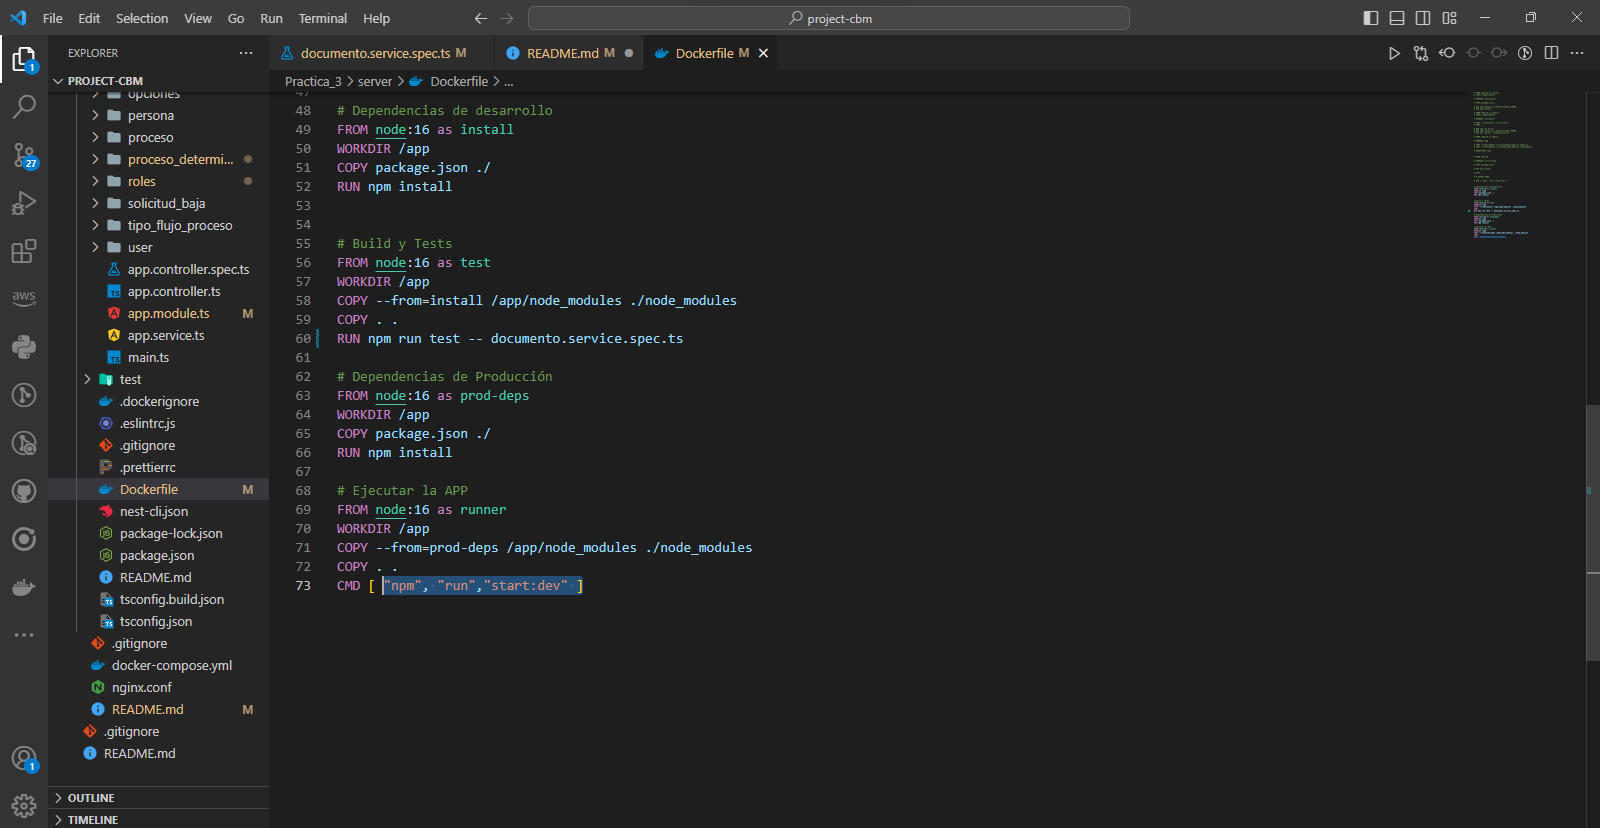 File Edit Selection View Go Run Terminal Help
project-cbm
EXPLORER
documento.service.spec.ts M
README.md M
Dockerfile M
PROJECT-CBM
Practica_3 > server > Dockerfile > ...
opciones
persona
proceso
proceso_determi...
roles
solicitud_baja
tipo_flujo_proceso
user
app.controller.spec.ts
app.controller.ts
app.module.ts M
app.service.ts
main.ts
test
.dockerignore
.eslintrc.js
.gitignore
.prettierrc
Dockerfile M
nest-cli.json
package-lock.json
package.json
README.md
tsconfig.build.json
tsconfig.json
.gitignore
docker-compose.yml
nginx.conf
README.md M
.gitignore
README.md
OUTLINE
TIMELINE
1
27
aws
1
47
48 # Dependencias de desarrollo
49 FROM node:16 as install
50 WORKDIR /app
51 COPY package.json ./
52 RUN npm install
53
54
55 # Build y Tests
56 FROM node:16 as test
57 WORKDIR /app
58 COPY --from=install /app/node_modules ./node_modules
59 COPY . .
60 RUN npm run test -- documento.service.spec.ts
61
62 # Dependencias de Producción
63 FROM node:16 as prod-deps
64 WORKDIR /app
65 COPY package.json ./
66 RUN npm install
67
68 # Ejecutar la APP
69 FROM node:16 as runner
70 WORKDIR /app
71 COPY --from=prod-deps /app/node_modules ./node_modules
72 COPY . .
73 CMD [ "npm", "run","start:dev" ]